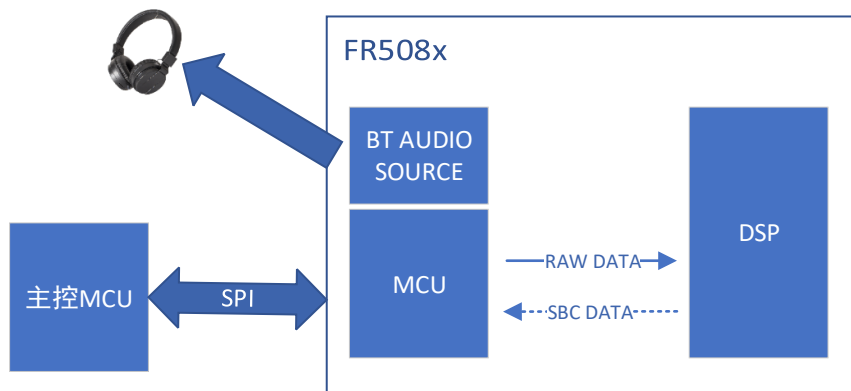 FR508x
BT AUDIO
SOURCE
DSP
RAW DATA
主控MCU
SPI
MCU
SBC DATA